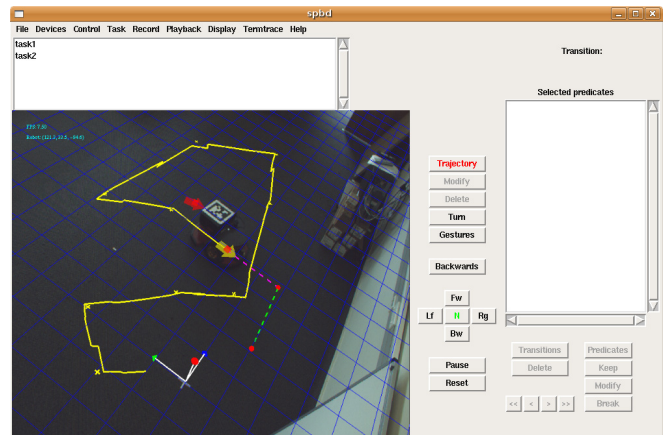 spbd
File Devices Control Task Record Playback Display Termtrace Help
task1
task2
Transition:
Selected predicates
Trajectory
Modify
Delete
Turn
Gestures
Backwards
Fw
Lf N Rg
Bw
Pause
Reset
Transitions Predicates
Delete Keep
Modify
<< < > >> Break